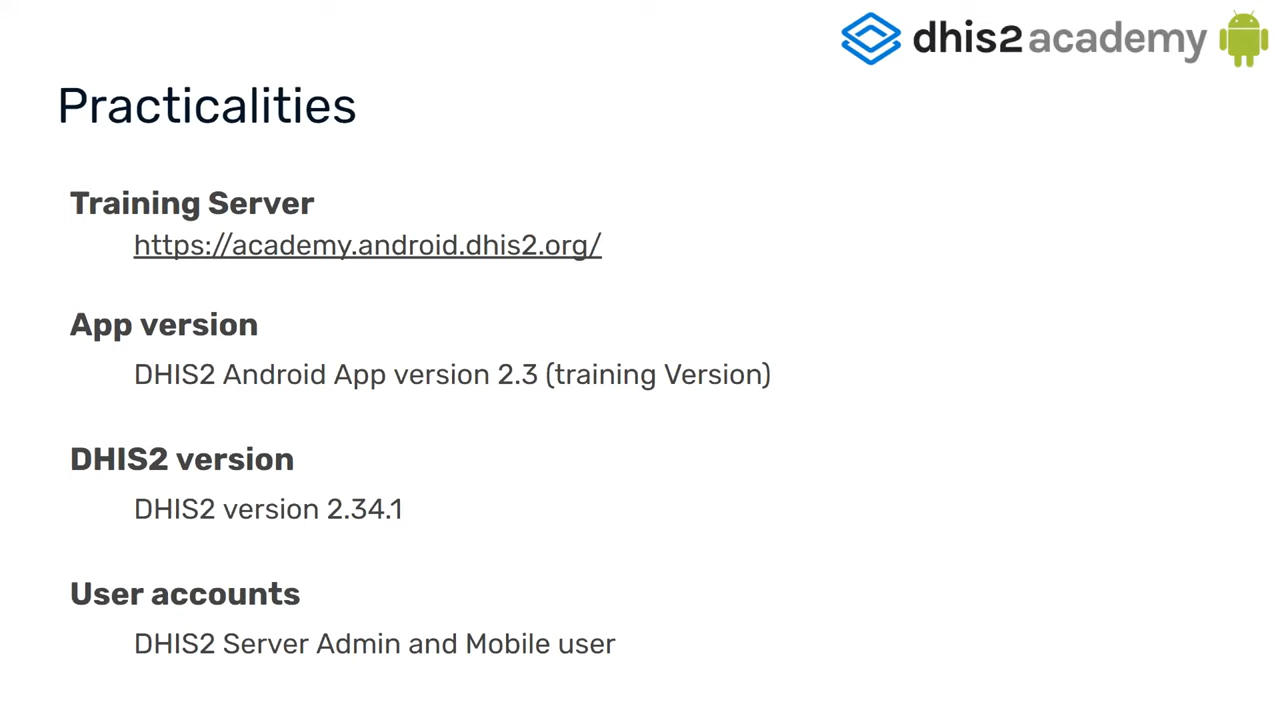 dhis2 academy
Practicalities
Training Server
https://academy.android.dhis2.org/
App version
DHIS2 Android App version 2.3 (training Version)
DHIS2 version
DHIS2 version 2.34.1
User accounts
DHIS2 Server Admin and Mobile user